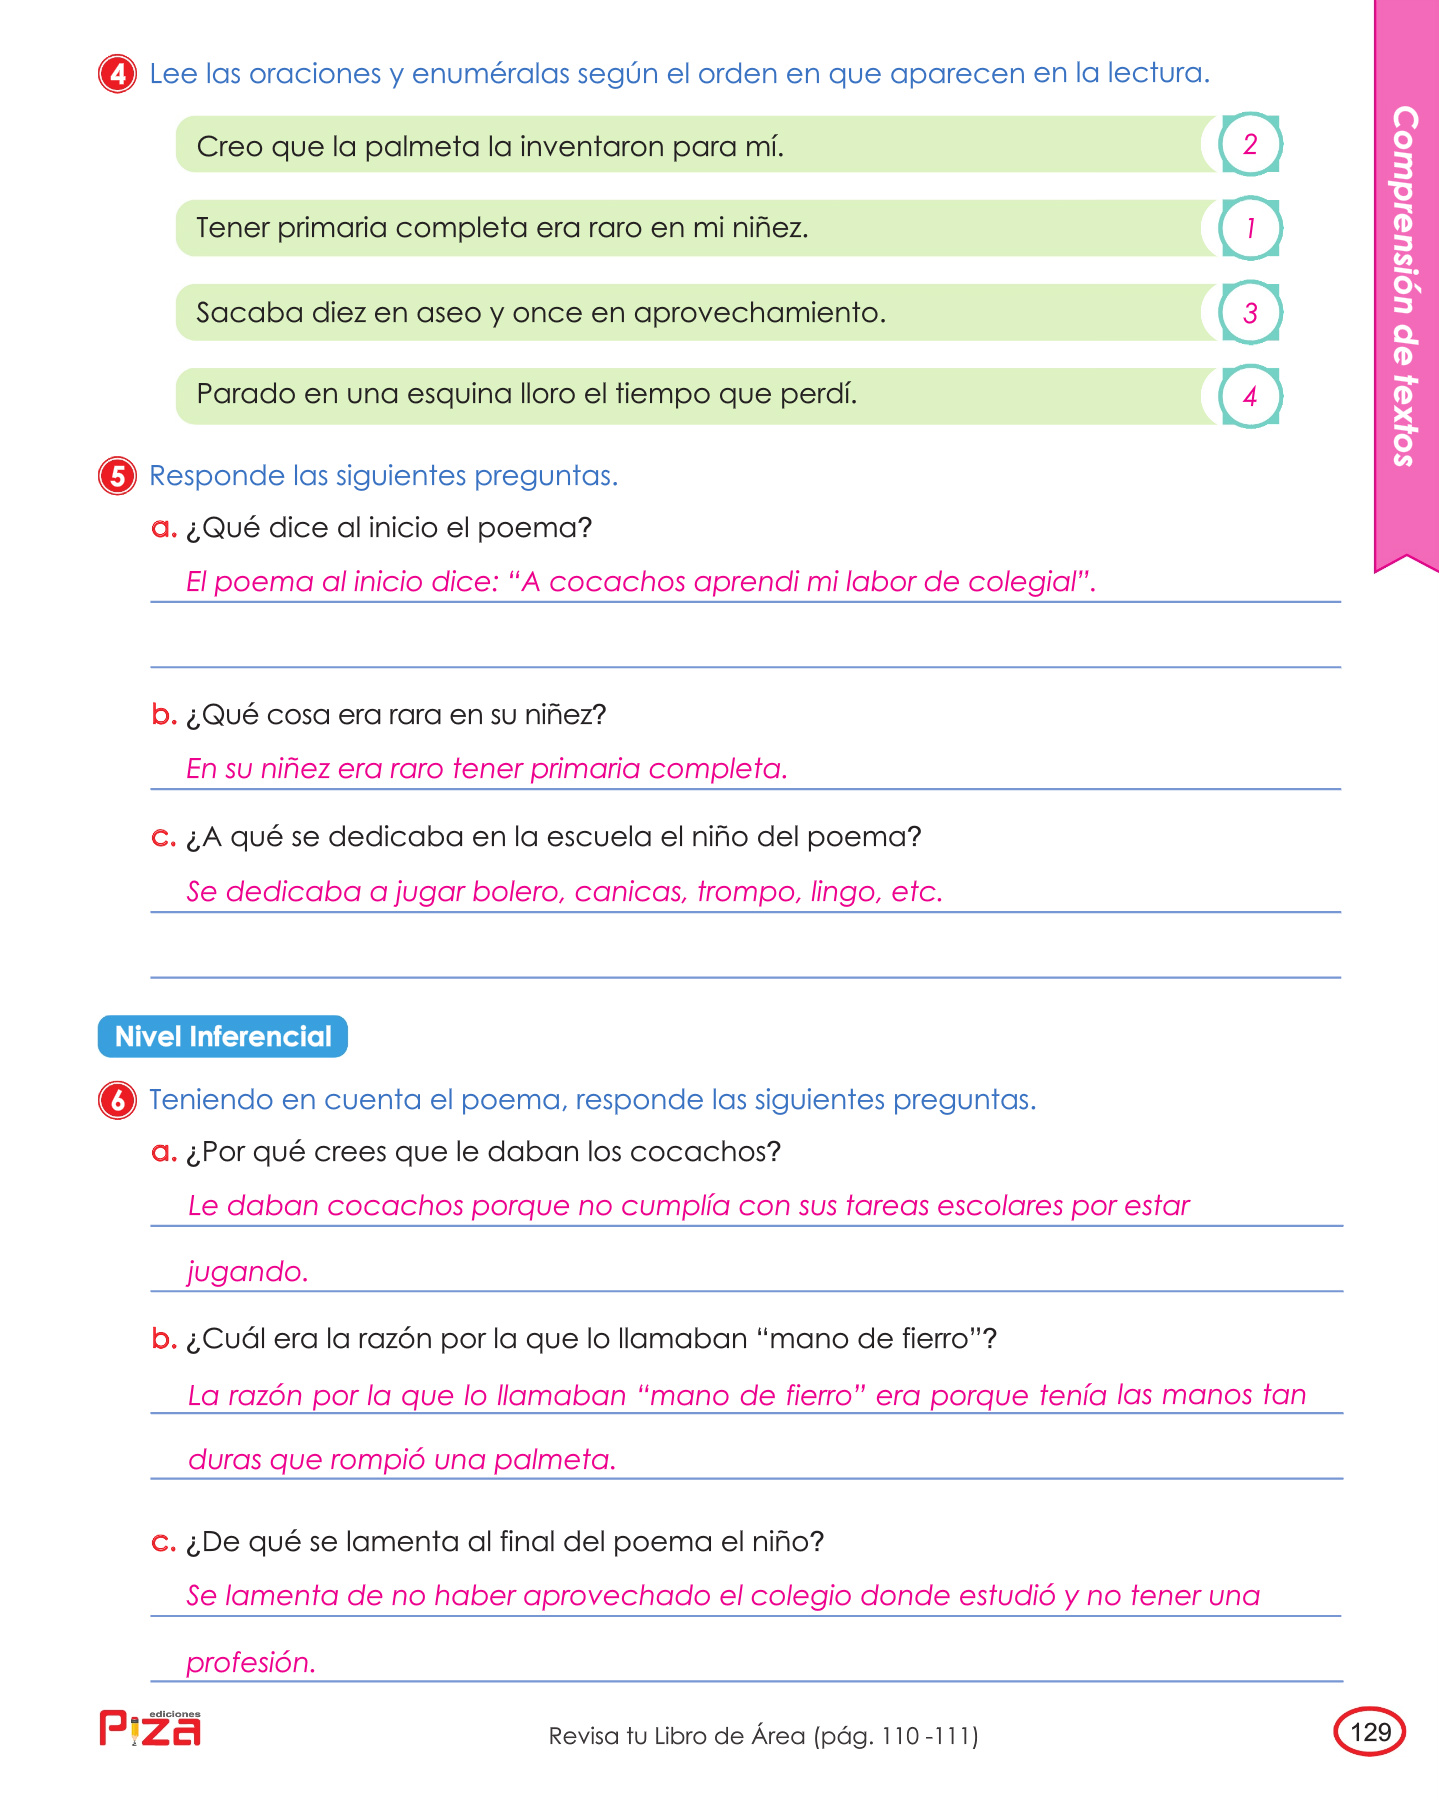 4 Lee las oraciones y enuméralas según el orden en que aparecen en la lectura.
Creo que la palmeta la inventaron para mí. 2
Tener primaria completa era raro en mi niñez. 1
Sacaba diez en aseo y once en aprovechamiento. 3
Parado en una esquina lloro el tiempo que perdí. 4
Comprensión de textos
5 Responde las siguientes preguntas.
a. ¿Qué dice al inicio el poema?
El poema al inicio dice: “A cocachos aprendi mi labor de colegial”.
b. ¿Qué cosa era rara en su niñez?
En su niñez era raro tener primaria completa.
c. ¿A qué se dedicaba en la escuela el niño del poema?
Se dedicaba a jugar bolero, canicas, trompo, lingo, etc.
Nivel Inferencial
6 Teniendo en cuenta el poema, responde las siguientes preguntas.
a. ¿Por qué crees que le daban los cocachos?
Le daban cocachos porque no cumplía con sus tareas escolares por estar
jugando.
b. ¿Cuál era la razón por la que lo llamaban “mano de fierro”?
La razón por la que lo llamaban “mano de fierro” era porque tenía las manos tan
duras que rompió una palmeta.
c. ¿De qué se lamenta al final del poema el niño?
Se lamenta de no haber aprovechado el colegio donde estudió y no tener una
profesión.
ediciones
Piza
Revisa tu Libro de Área (pág. 110 -111)
129